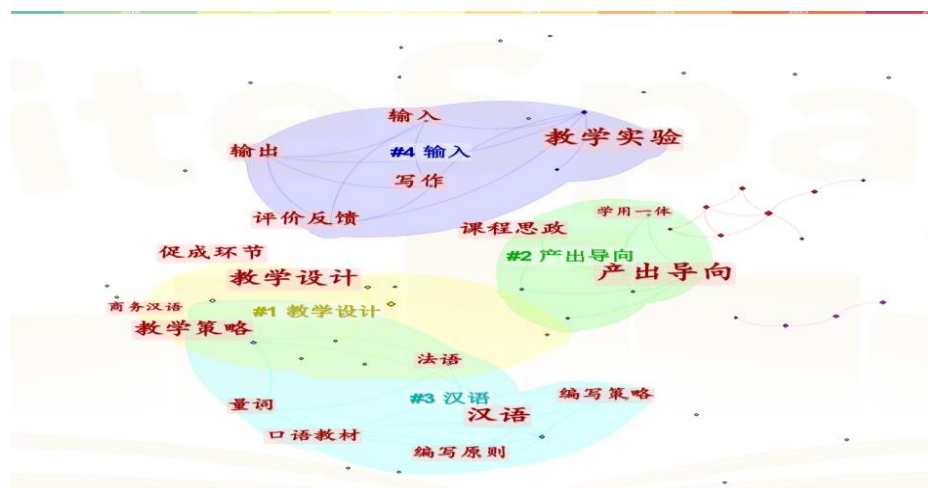 输入
教学实验
输出
#4 输入
写作
评价反馈
学用一体
课程思政
促成环节
#2 产出导向
产出导向
教学设计
商务汉语
#1 教学设计
教学策略
法语
编写策略
#3 汉语
量词
汉语
口语教材
编写原则